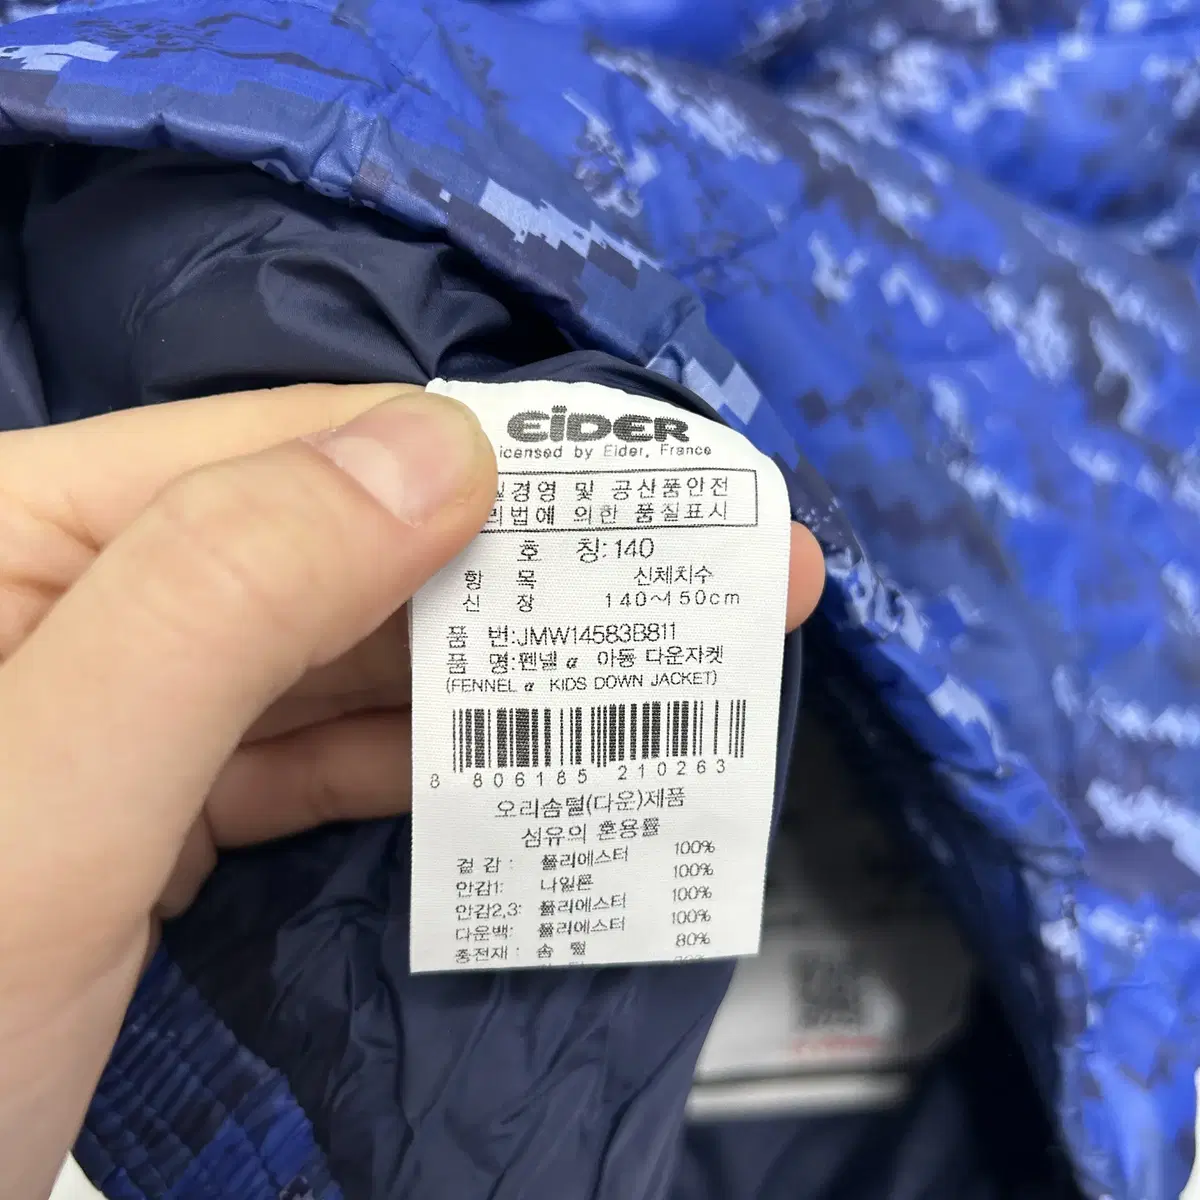 EiDER
icensed by Eider, France
경영 및 공산품안전
리법에 의한 품질표시
호 칭:140
항 목 신체치수
신 장 140~150cm
품 번:JMW14583B811
품 명:펜넬 α 아동 다운자켓
(FENNEL α KIDS DOWN JACKET)
8 806185 210263
오리솜털(다운)제품
섬유의 혼용률
겉 감 : 폴리에스터 100%
안감1: 나일론 100%
안감2,3: 폴리에스터 100%
다운백: 폴리에스터 100%
충전재 : 솜 털 80%